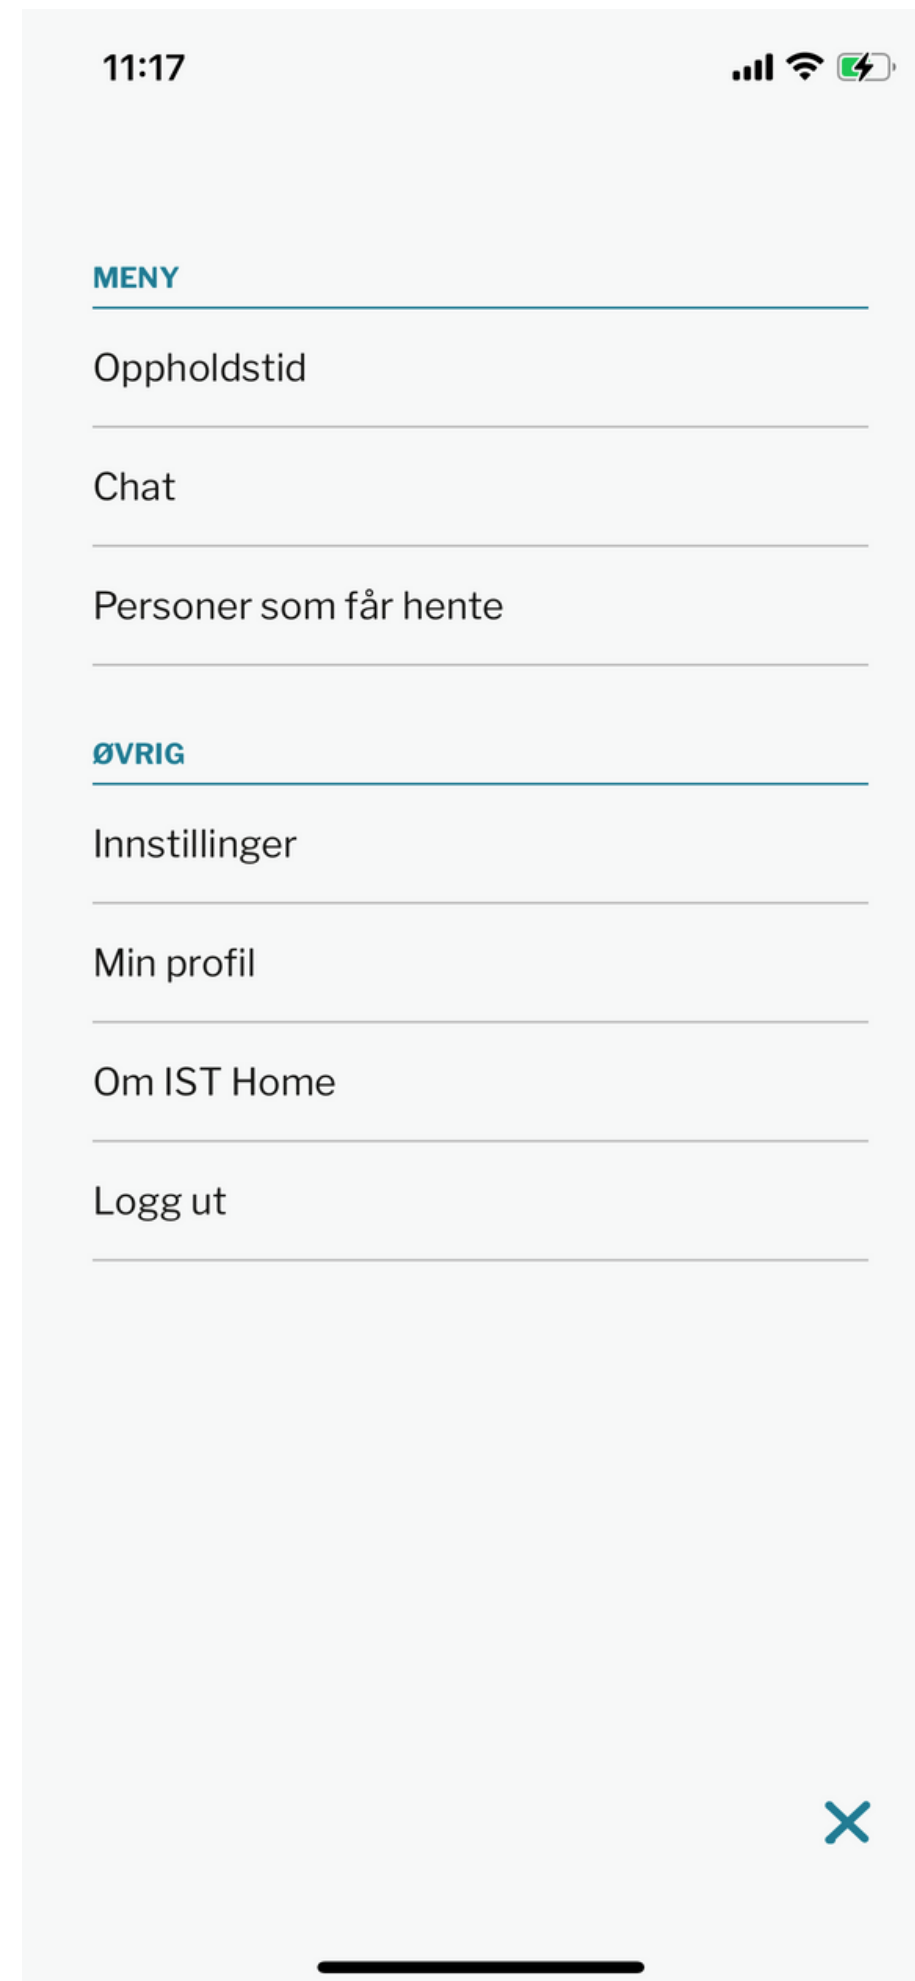 11:17
MENY
Oppholdstid
Chat
Personer som får hente
ØVRIG
Innstillinger
Min profil
Om IST Home
Logg ut